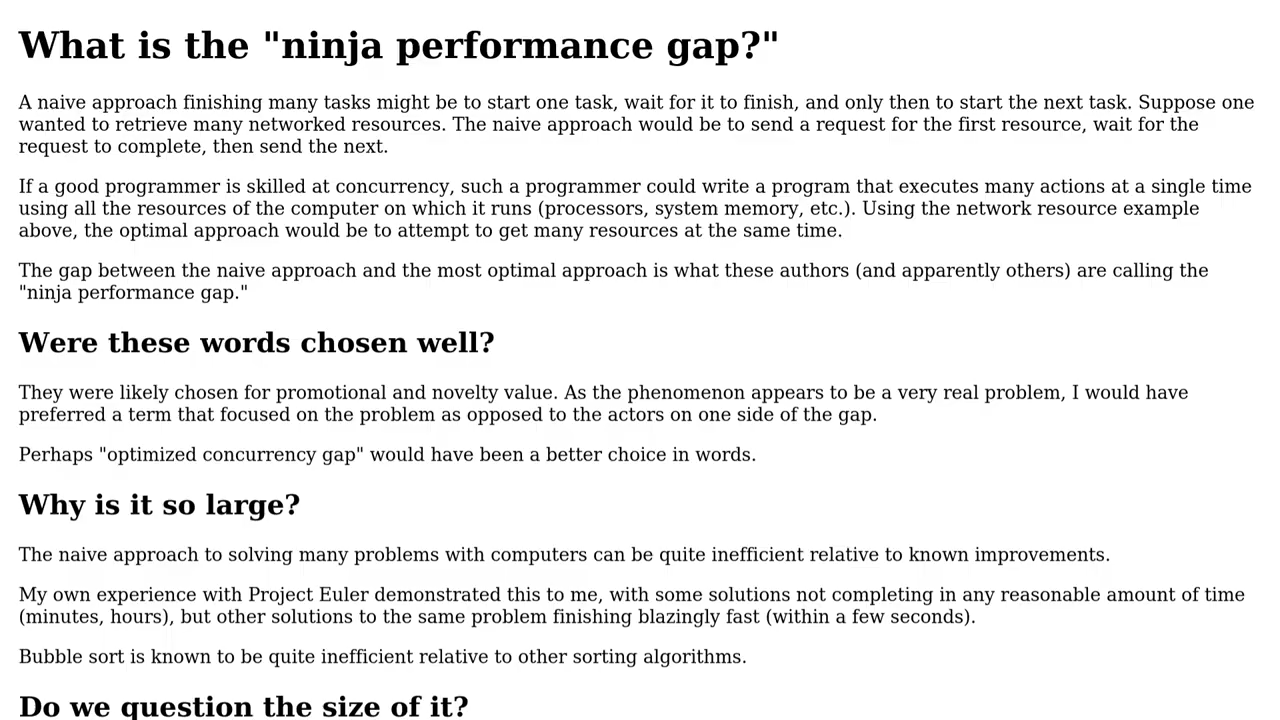 What is the "ninja performance gap?"
A naive approach finishing many tasks might be to start one task, wait for it to finish, and only then to start the next task. Suppose one
wanted to retrieve many networked resources. The naive approach would be to send a request for the first resource, wait for the
request to complete, then send the next.
If a good programmer is skilled at concurrency, such a programmer could write a program that executes many actions at a single time
using all the resources of the computer on which it runs (processors, system memory, etc.). Using the network resource example
above, the optimal approach would be to attempt to get many resources at the same time.
The gap between the naive approach and the most optimal approach is what these authors (and apparently others) are calling the
"ninja performance gap."
Were these words chosen well?
They were likely chosen for promotional and novelty value. As the phenomenon appears to be a very real problem, I would have
preferred a term that focused on the problem as opposed to the actors on one side of the gap.
Perhaps "optimized concurrency gap" would have been a better choice in words.
Why is it so large?
The naive approach to solving many problems with computers can be quite inefficient relative to known improvements.
My own experience with Project Euler demonstrated this to me, with some solutions not completing in any reasonable amount of time
(minutes, hours), but other solutions to the same problem finishing blazingly fast (within a few seconds).
Bubble sort is known to be quite inefficient relative to other sorting algorithms.
Do we question the size of it?